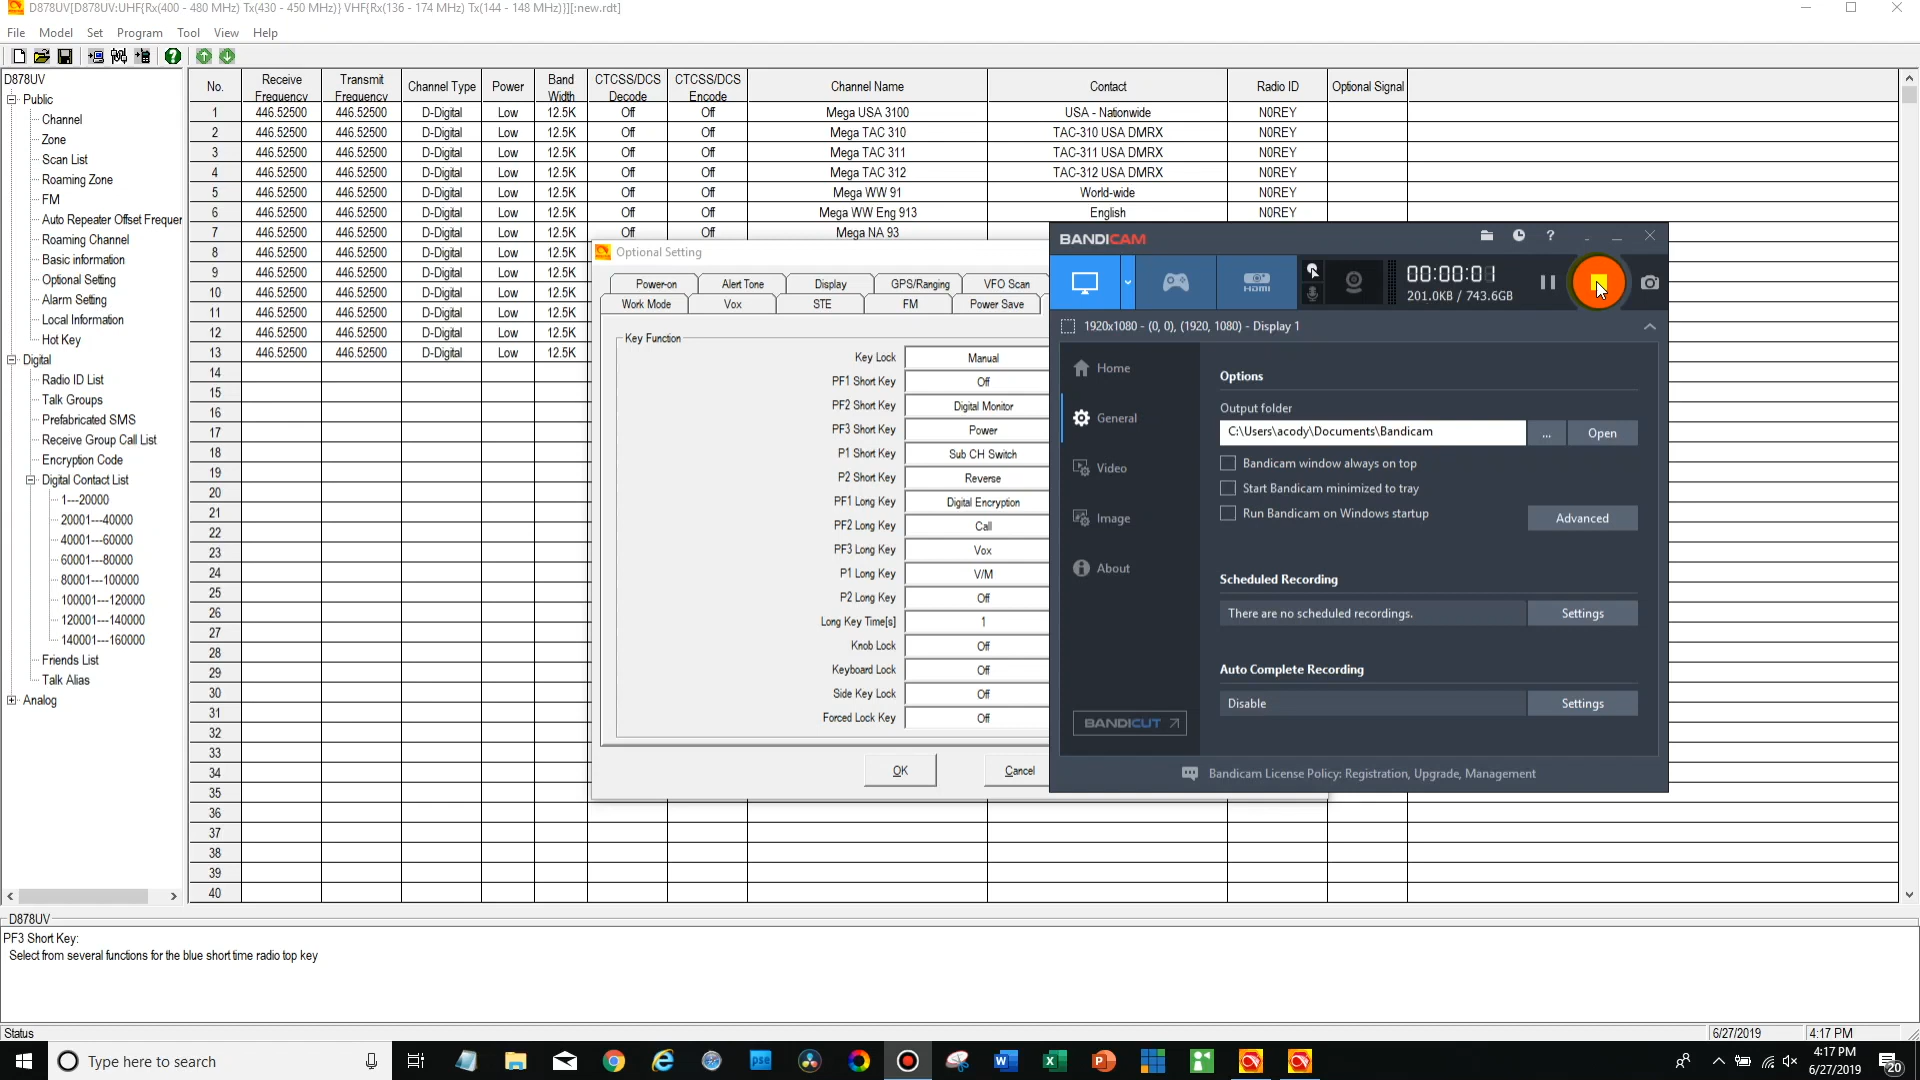 D878UV[D878UV:UHF{Rx(400 - 480 MHz) Tx(430 - 450 MHz)} VHF{Rx(136 - 174 MHz) Tx(144 - 148 MHz)}][:new.rdt]
File Model Set Program Tool View Help
D878UV
Public
Channel
Zone
Scan List
Roaming Zone
FM
Auto Repeater Offset Frequer
Roaming Channel
Basic information
Optional Setting
Alarm Setting
Local Information
Hot Key
Digital
Radio ID List
Talk Groups
Prefabricated SMS
Receive Group Call List
Encryption Code
Digital Contact List
1---20000
20001---40000
40001---60000
60001---80000
80001---100000
100001---120000
120001---140000
140001---160000
Friends List
Talk Alias
Analog
No. Receive Frequency Transmit Frequency Channel Type Power Band Width CTCSS/DCS Decode CTCSS/DCS Encode Channel Name Contact Radio ID Optional Signal
1 446.52500 446.52500 D-Digital Low 12.5K Off Off Mega USA 3100 USA - Nationwide N0REY
2 446.52500 446.52500 D-Digital Low 12.5K Off Off Mega TAC 310 TAC-310 USA DMRX N0REY
3 446.52500 446.52500 D-Digital Low 12.5K Off Off Mega TAC 311 TAC-311 USA DMRX N0REY
4 446.52500 446.52500 D-Digital Low 12.5K Off Off Mega TAC 312 TAC-312 USA DMRX N0REY
5 446.52500 446.52500 D-Digital Low 12.5K Off Off Mega WW 91 World-wide N0REY
6 446.52500 446.52500 D-Digital Low 12.5K Off Off Mega WW Eng 913 English N0REY
7 446.52500 446.52500 D-Digital Low 12.5K Off Off Mega NA 93
8 446.52500 446.52500 D-Digital Low 12.5K
9 446.52500 446.52500 D-Digital Low 12.5K
10 446.52500 446.52500 D-Digital Low 12.5K
11 446.52500 446.52500 D-Digital Low 12.5K
12 446.52500 446.52500 D-Digital Low 12.5K
13 446.52500 446.52500 D-Digital Low 12.5K
14
15
16
17
18
19
20
21
22
23
24
25
26
27
28
29
30
31
32
33
34
35
36
37
38
39
40
Optional Setting
Power-on Alert Tone Display GPS/Ranging VFO Scan
Work Mode Vox STE FM Power Save
Key Function
Key Lock Manual
PF1 Short Key Off
PF2 Short Key Digital Monitor
PF3 Short Key Power
P1 Short Key Sub CH Switch
P2 Short Key Reverse
PF1 Long Key Digital Encryption
PF2 Long Key Call
PF3 Long Key Vox
P1 Long Key V/M
P2 Long Key Off
Long Key Time[s] 1
Knob Lock Off
Keyboard Lock Off
Side Key Lock Off
Forced Lock Key Off
OK Cancel
BANDICAM
?
HDMI
00:00:01
201.0KB / 743.6GB
1920x1080 - (0, 0), (1920, 1080) - Display 1
Home
General
Video
Image
About
BANDICUT
Options
Output folder
C:\Users\acody\Documents\Bandicam ... Open
Bandicam window always on top
Start Bandicam minimized to tray
Run Bandicam on Windows startup
Advanced
Scheduled Recording
There are no scheduled recordings. Settings
Auto Complete Recording
Disable Settings
Bandicam License Policy: Registration, Upgrade, Management
D878UV
PF3 Short Key:
Select from several functions for the blue short time radio top key
Status 6/27/2019 4:17 PM
Type here to search
pse
4:17 PM
6/27/2019
20